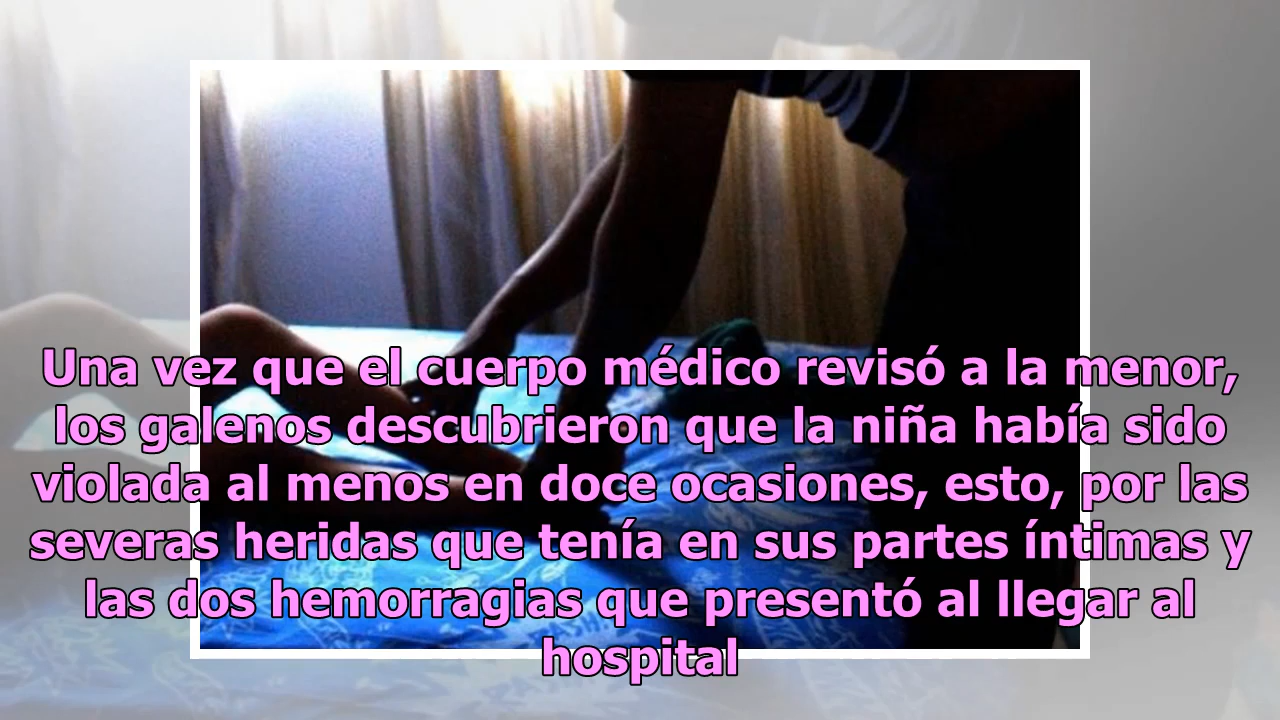 Una vez que el cuerpo médico revisó a la menor,
los galenos descubrieron que la niña había sido
violada al menos en doce ocasiones, esto, por las
severas heridas que tenía en sus partes íntimas y
las dos hemorragias que presentó al llegar al
hospital